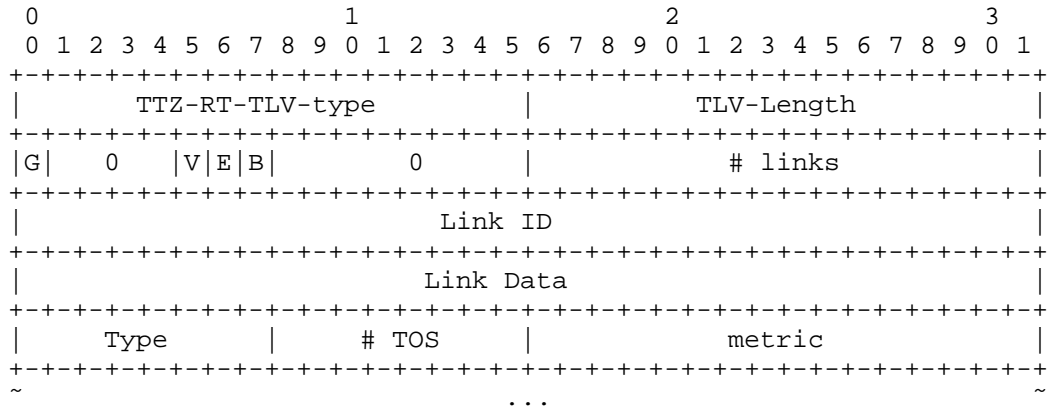 0                   1                   2                   3
 0 1 2 3 4 5 6 7 8 9 0 1 2 3 4 5 6 7 8 9 0 1 2 3 4 5 6 7 8 9 0 1
+-+-+-+-+-+-+-+-+-+-+-+-+-+-+-+-+-+-+-+-+-+-+-+-+-+-+-+-+-+-+-+-+
|       TTZ-RT-TLV-type         |          TLV-Length           |
+-+-+-+-+-+-+-+-+-+-+-+-+-+-+-+-+-+-+-+-+-+-+-+-+-+-+-+-+-+-+-+-+
|G|   0   |V|E|B|        0      |            # links            |
+-+-+-+-+-+-+-+-+-+-+-+-+-+-+-+-+-+-+-+-+-+-+-+-+-+-+-+-+-+-+-+-+
|                          Link ID                              |
+-+-+-+-+-+-+-+-+-+-+-+-+-+-+-+-+-+-+-+-+-+-+-+-+-+-+-+-+-+-+-+-+
|                         Link Data                             |
+-+-+-+-+-+-+-+-+-+-+-+-+-+-+-+-+-+-+-+-+-+-+-+-+-+-+-+-+-+-+-+-+
|     Type      |     # TOS     |            metric             |
+-+-+-+-+-+-+-+-+-+-+-+-+-+-+-+-+-+-+-+-+-+-+-+-+-+-+-+-+-+-+-+-+
~                              ...                              ~